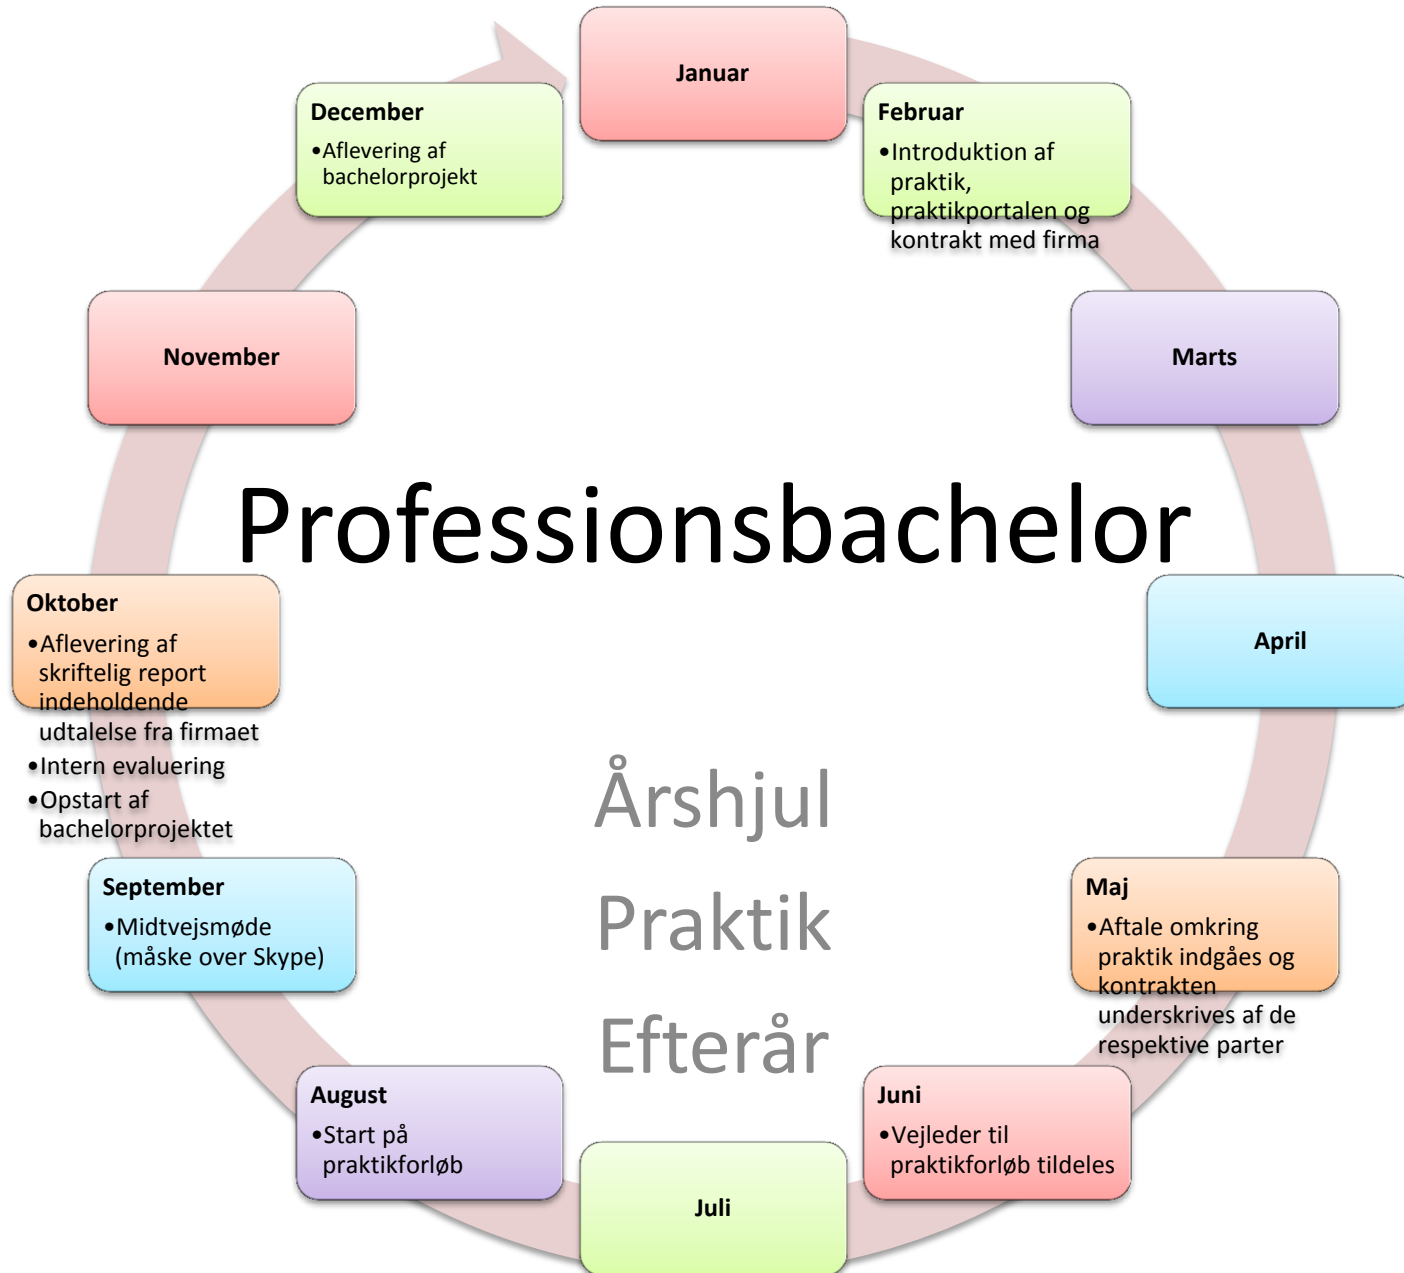 Januar
Februar
•Introduktion af
praktik,
praktikportalen og
kontrakt med firma
Marts
April
Maj
•Aftale omkring
praktik indgåes og
kontrakten
underskrives af de
respektive parter
Juni
•Vejleder til
praktikforløb tildeles
Juli
August
•Start på
praktikforløb
September
•Midtvejsmøde
(måske over Skype)
Oktober
•Aflevering af
skriftelig report
indeholdende
udtalelse fra firmaet
•Intern evaluering
•Opstart af
bachelorprojektet
November
December
•Aflevering af
bachelorprojekt
Professionsbachelor
Årshjul
Praktik
Efterår